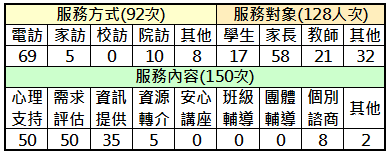 服務方式(92次) 服務對象(128人次)
電訪 家訪 校訪 院訪 其他 學生 家長 教師 其他
69 5 0 10 8 17 58 21 32
服務內容(150次)
心理 需求 資訊 資源 安心 班級 團體 個別 其他
支持 評估 提供 轉介 講座 輔導 輔導 諮商
50 50 35 5 0 0 0 8 2